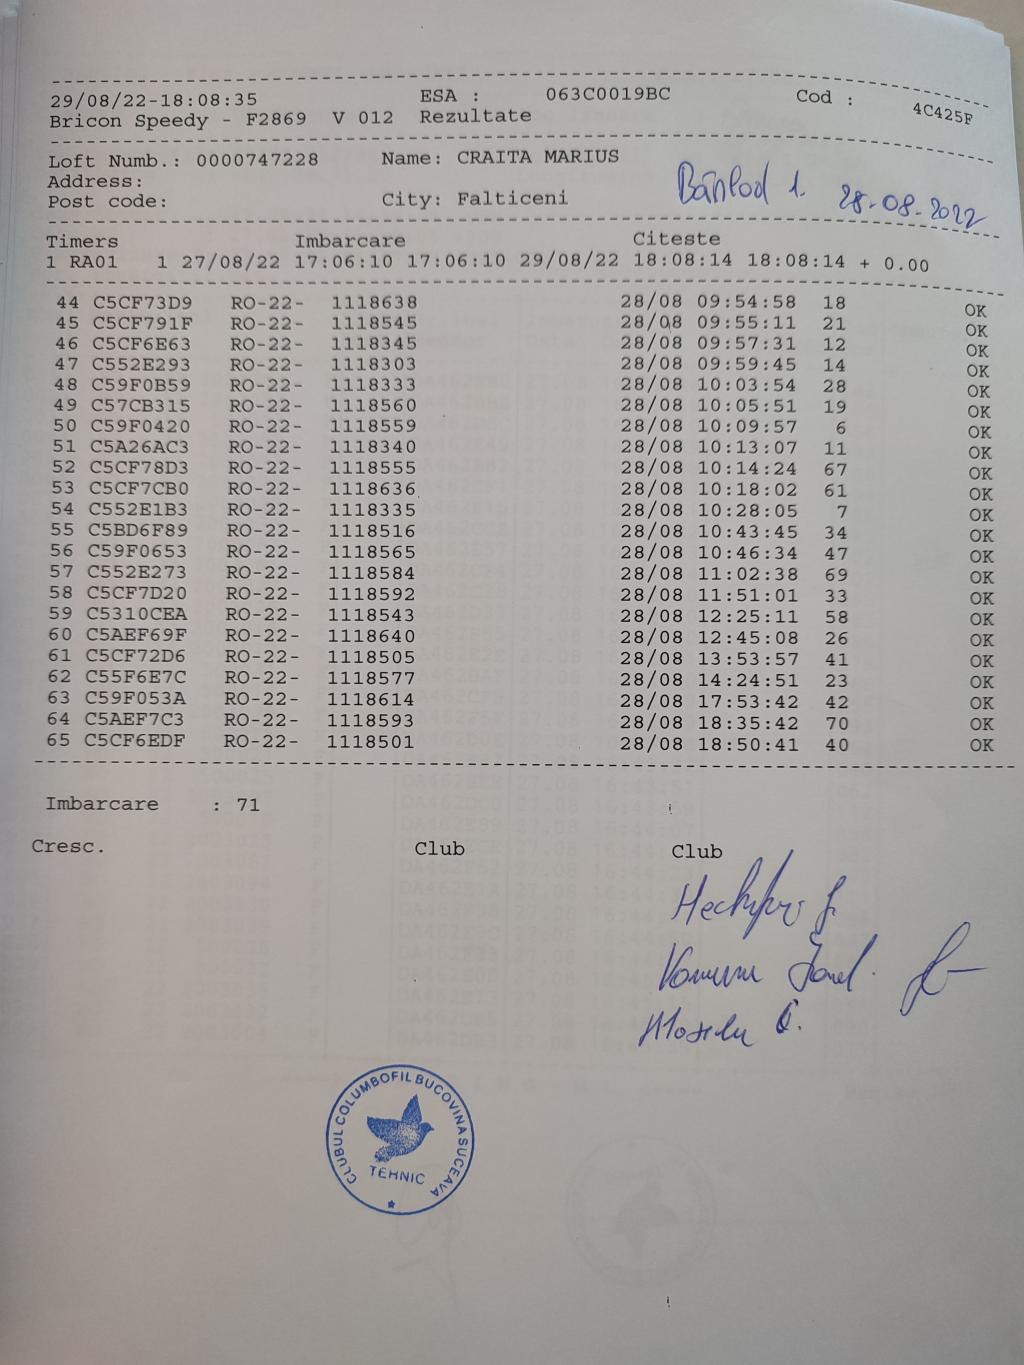 29/08/22-18:08:35 ESA : 063C0019BC Cod : 4C425F
Bricon Speedy - F2869 V 012 Rezultate
Loft Numb.: 0000747228 Name: CRAITA MARIUS
Address:
Post code: City: Falticeni
1. 28-08-2022
Timers Imbarcare Citeste
1 RA01 1 27/08/22 17:06:10 17:06:10 29/08/22 18:08:14 18:08:14 + 0.00
44 C5CF73D9 RO-22- 1118638 28/08 09:54:58 18 OK
45 C5CF791F RO-22- 1118545 28/08 09:55:11 21 OK
46 C5CF6E63 RO-22- 1118345 28/08 09:57:31 12 OK
47 C552E293 RO-22- 1118303 28/08 09:59:45 14 OK
48 C59F0B59 RO-22- 1118333 28/08 10:03:54 28 OK
49 C57CB315 RO-22- 1118560 28/08 10:05:51 19 OK
50 C59F0420 RO-22- 1118559 28/08 10:09:57 6 OK
51 C5A26AC3 RO-22- 1118340 28/08 10:13:07 11 OK
52 C5CF78D3 RO-22- 1118555 28/08 10:14:24 67 OK
53 C5CF7CB0 RO-22- 1118636 28/08 10:18:02 61 OK
54 C552E1B3 RO-22- 1118335 28/08 10:28:05 7 OK
55 C5BD6F89 RO-22- 1118516 28/08 10:43:45 34 OK
56 C59F0653 RO-22- 1118565 28/08 10:46:34 47 OK
57 C552E273 RO-22- 1118584 28/08 11:02:38 69 OK
58 C5CF7D20 RO-22- 1118592 28/08 11:51:01 33 OK
59 C5310CEA RO-22- 1118543 28/08 12:25:11 58 OK
60 C5AEF69F RO-22- 1118640 28/08 12:45:08 26 OK
61 C5CF72D6 RO-22- 1118505 28/08 13:53:57 41 OK
62 C55F6E7C RO-22- 1118577 28/08 14:24:51 23 OK
63 C59F053A RO-22- 1118614 28/08 17:53:42 42 OK
64 C5AEF7C3 RO-22- 1118593 28/08 18:35:42 70 OK
65 C5CF6EDF RO-22- 1118501 28/08 18:50:41 40 OK
Imbarcare : 71
Cresc. Club Club
CLUBUL COLUMBOFIL BUCOVINA SUCEAVA
TEHNIC